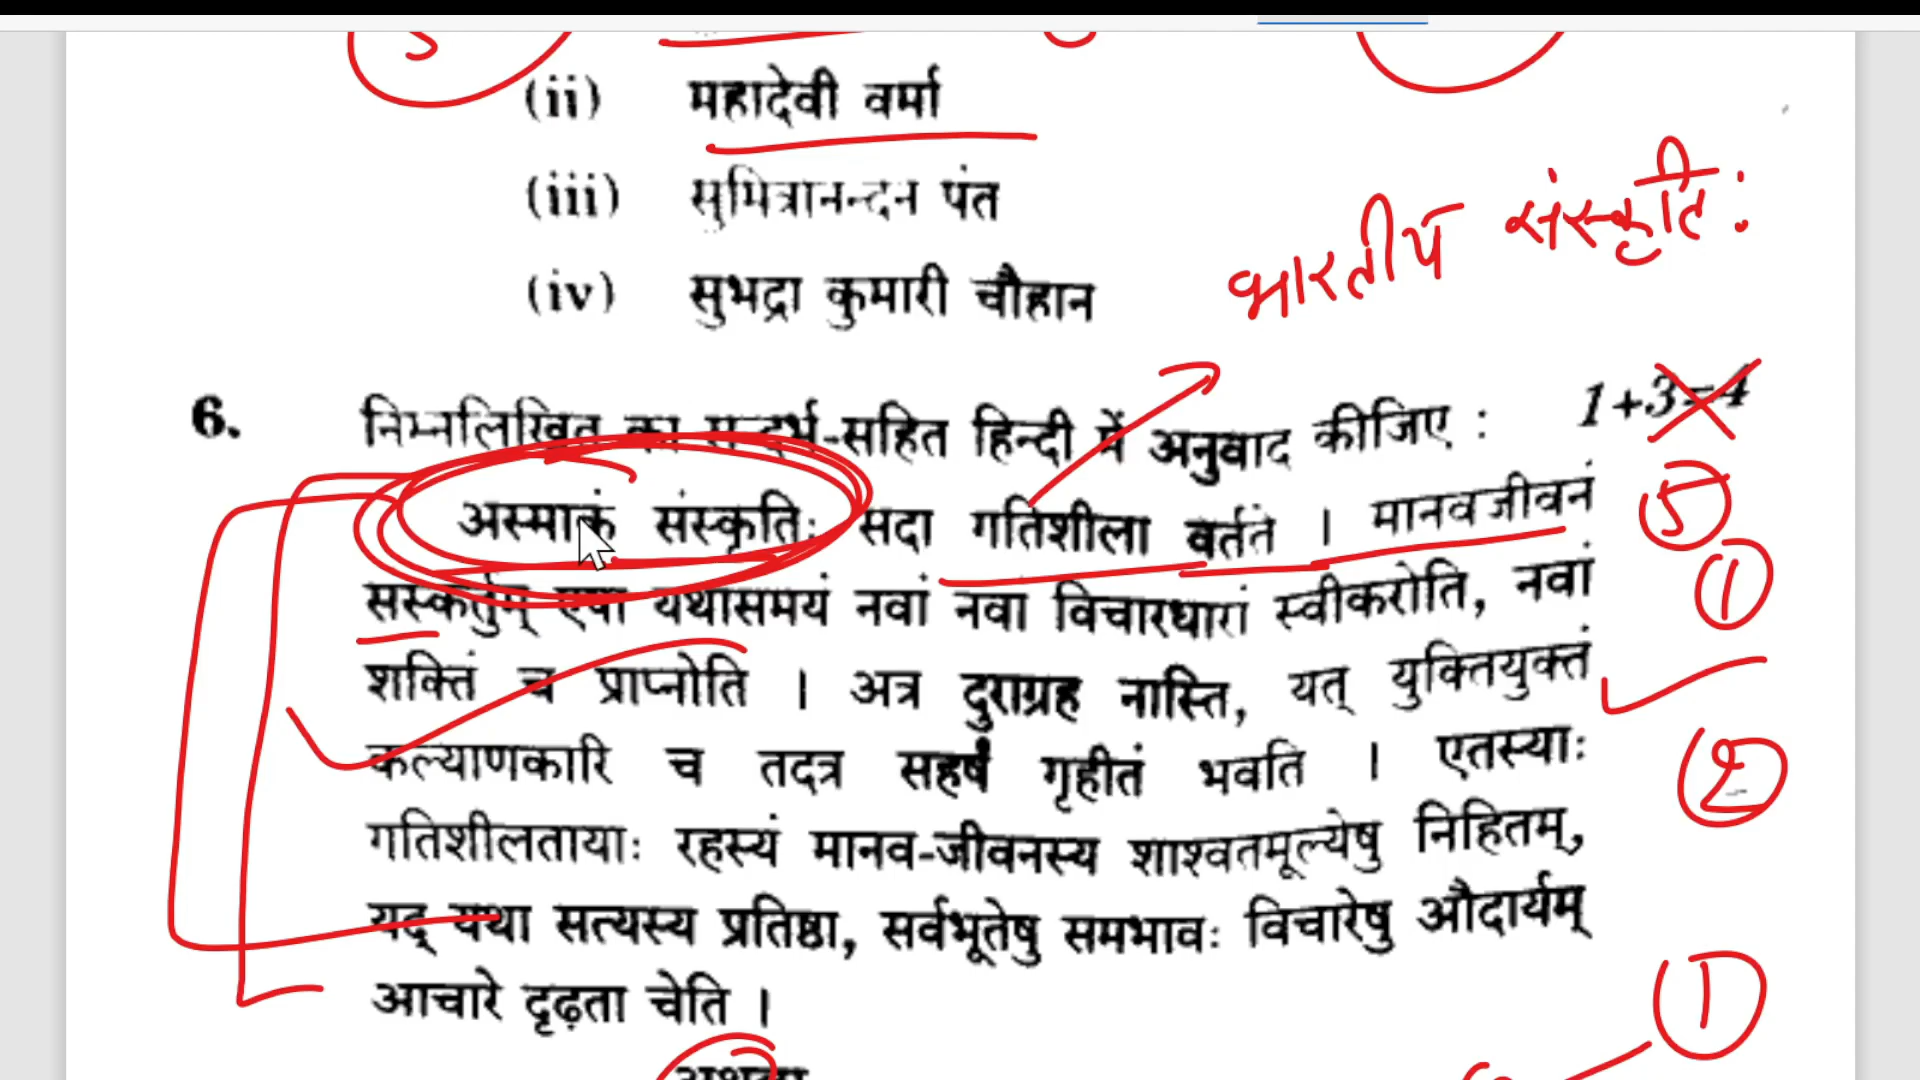 (ii) महादेवी वर्मा
(iii) सुमित्रानन्दन पंत
(iv) सुभद्रा कुमारी चौहान
भारतीय संस्कृति:
1+3=4
6. निम्नलिखित का सन्दर्भ-सहित हिन्दी में अनुवाद कीजिए :
अस्माकं संस्कृतिः सदा गतिशीला वर्तते । मानवजीवनं
5
संस्कर्तुम् एषा यथासमयं नवां नवां विचारधारां स्वीकरोति, नवां
1
शक्तिं च प्राप्नोति । अत्र दुराग्रह नास्ति, यत् युक्तियुक्तं
कल्याणकारि च तदत्र सहर्षं गृहीतं भवति । एतस्याः
2
गतिशीलतायाः रहस्यं मानव-जीवनस्य शाश्वतमूल्येषु निहितम्,
यद् यथा सत्यस्य प्रतिष्ठा, सर्वभूतेषु समभावः विचारेषु औदार्यम्
आचारे दृढ़ता चेति ।
1
अथवा